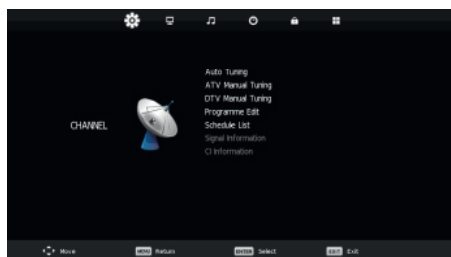 Auto Tuning
ATV Manual Tuning
DTV Manual Tuning
Programme Edit
CHANNEL
Schedule List
Signal Information
CI Information
Move
MENU Return
ENTER Select
EXIT Exit